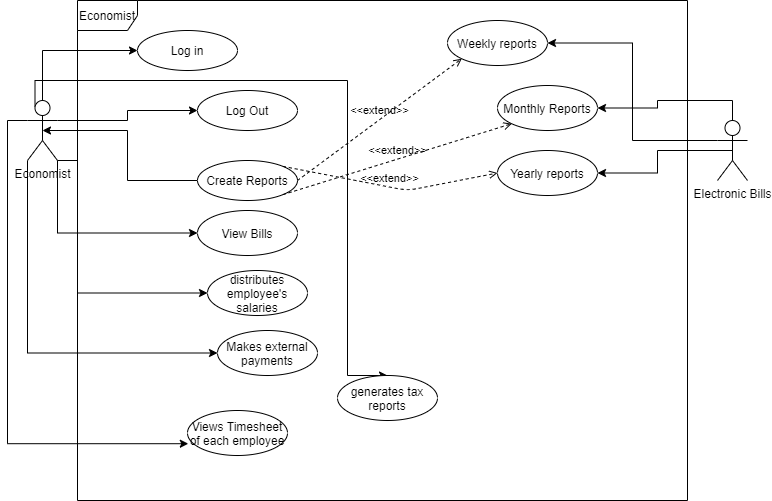 Economist
Log in
Weekly reports
Log Out
<<extend>>
Monthly Reports
<<extend>>
Economist
Create Reports
<<extend>>
Yearly reports
Electronic Bills
View Bills
distributes
employee's
salaries
Makes external
payments
generates tax
reports
Views Timesheet
of each employee